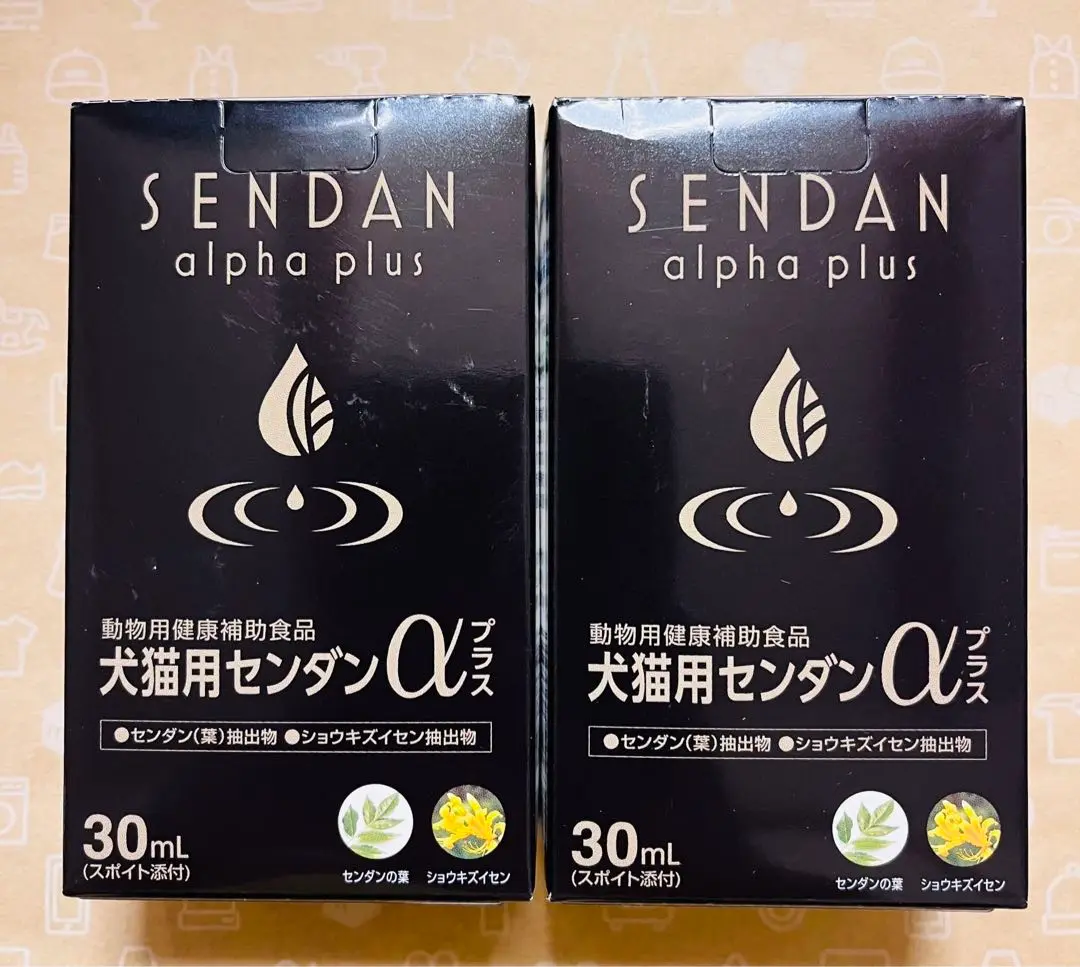 SENDAN
alpha plus
動物用健康補助食品
犬猫用センダンαプラス
●センダン(葉)抽出物 ●ショウキズイセン抽出物
30mL
(スポイト添付)
センダンの葉 ショウキズイセン
SENDAN
alpha plus
動物用健康補助食品
犬猫用センダンαプラス
●センダン(葉)抽出物 ●ショウキズイセン抽出物
30mL
(スポイト添付)
センダンの葉 ショウキズイセン